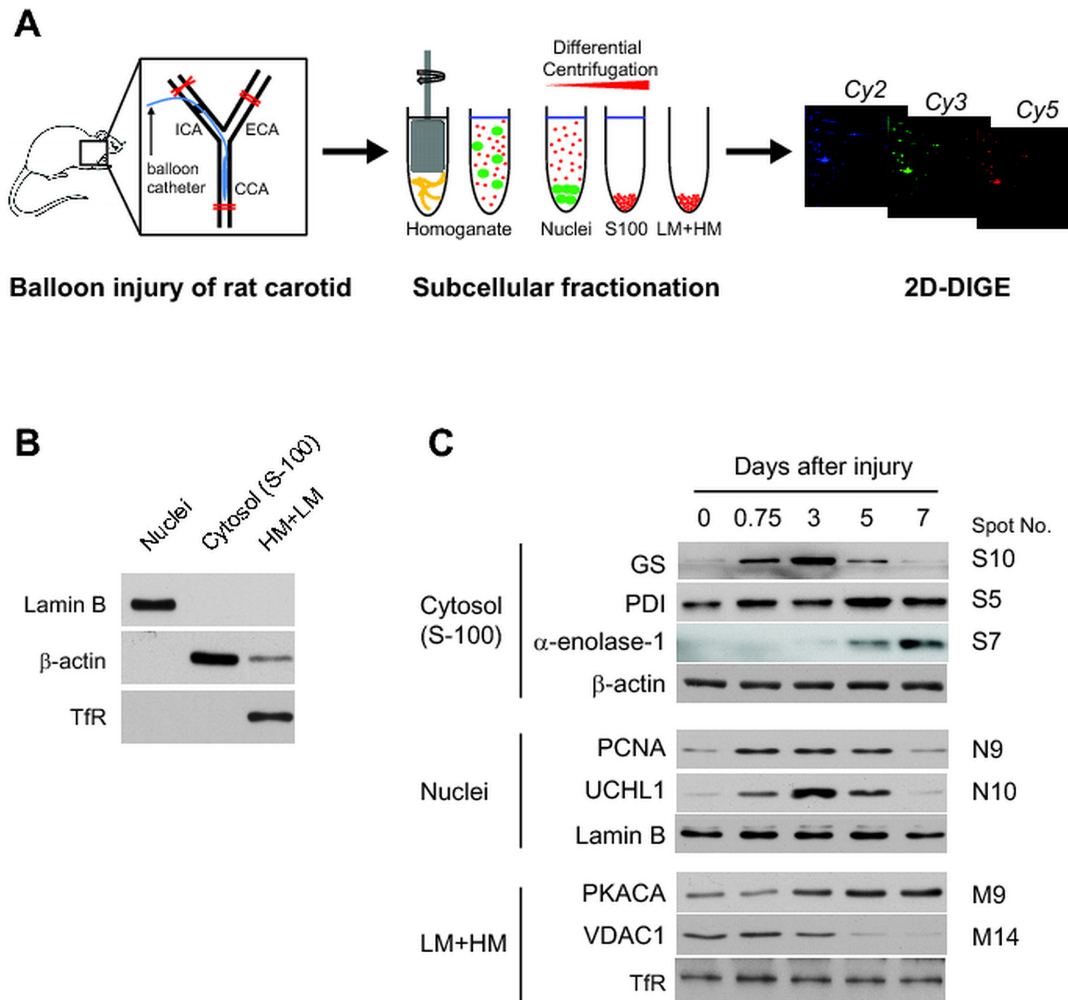 A
Differential
Centrifugation
Cy2
Cy3
Cy5
ICA
ECA
balloon
catheter
CCA
Homoganate
Nuclei
S100
LM+HM
Balloon injury of rat carotid
Subcellular fractionation
2D-DIGE
B
Nuclei
Cytosol (S-100)
HM+LM
Lamin B
β-actin
TfR
C
Days after injury
0 0.75 3 5 7 Spot No.
Cytosol
(S-100)
GS S10
PDI S5
α-enolase-1 S7
β-actin
Nuclei
PCNA N9
UCHL1 N10
Lamin B
LM+HM
PKACA M9
VDAC1 M14
TfR